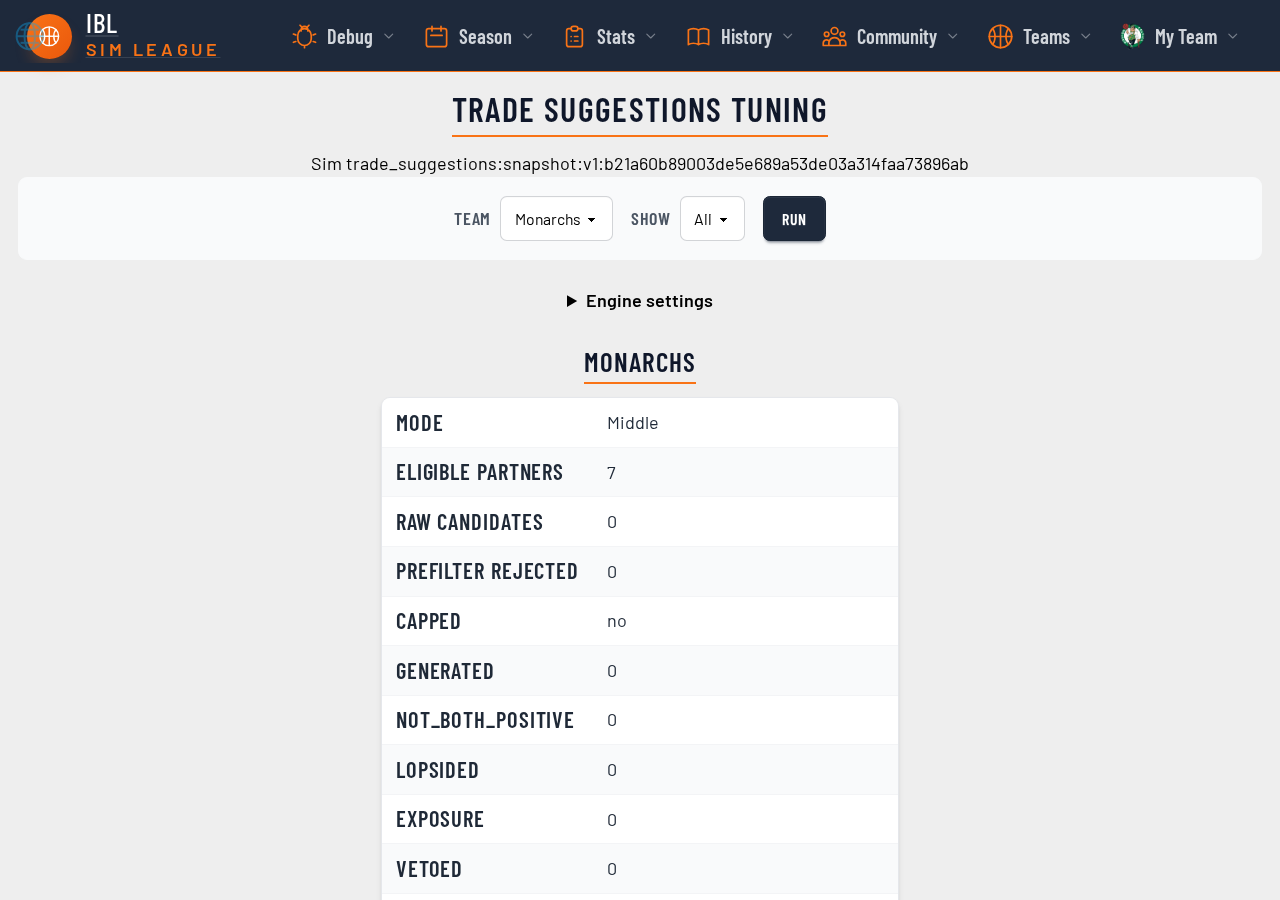 IBL
SIM LEAGUE
Debug
Season
Stats
History
Community
Teams
My Team
TRADE SUGGESTIONS TUNING
Sim trade_suggestions:snapshot:v1:b21a60b89003de5e689a53de03a314faa73896ab
TEAM Monarchs SHOW All RUN
Engine settings
MONARCHS
MODE Middle
ELIGIBLE PARTNERS 7
RAW CANDIDATES 0
PREFILTER REJECTED 0
CAPPED no
GENERATED 0
NOT_BOTH_POSITIVE 0
LOPSIDED 0
EXPOSURE 0
VETOED 0